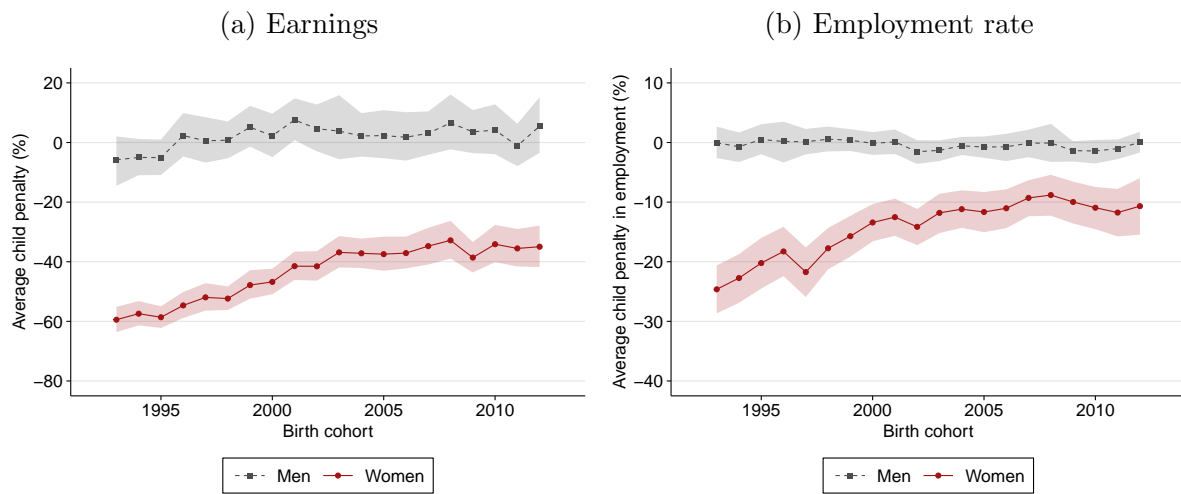 (a) Earnings
20
0
−20
−40
−60
−80
Average child penalty (%)
1995 2000 2005 2010
Birth cohort
Men Women
(b) Employment rate
10
0
−10
−20
−30
−40
Average child penalty in employment (%)
1995 2000 2005 2010
Birth cohort
Men Women